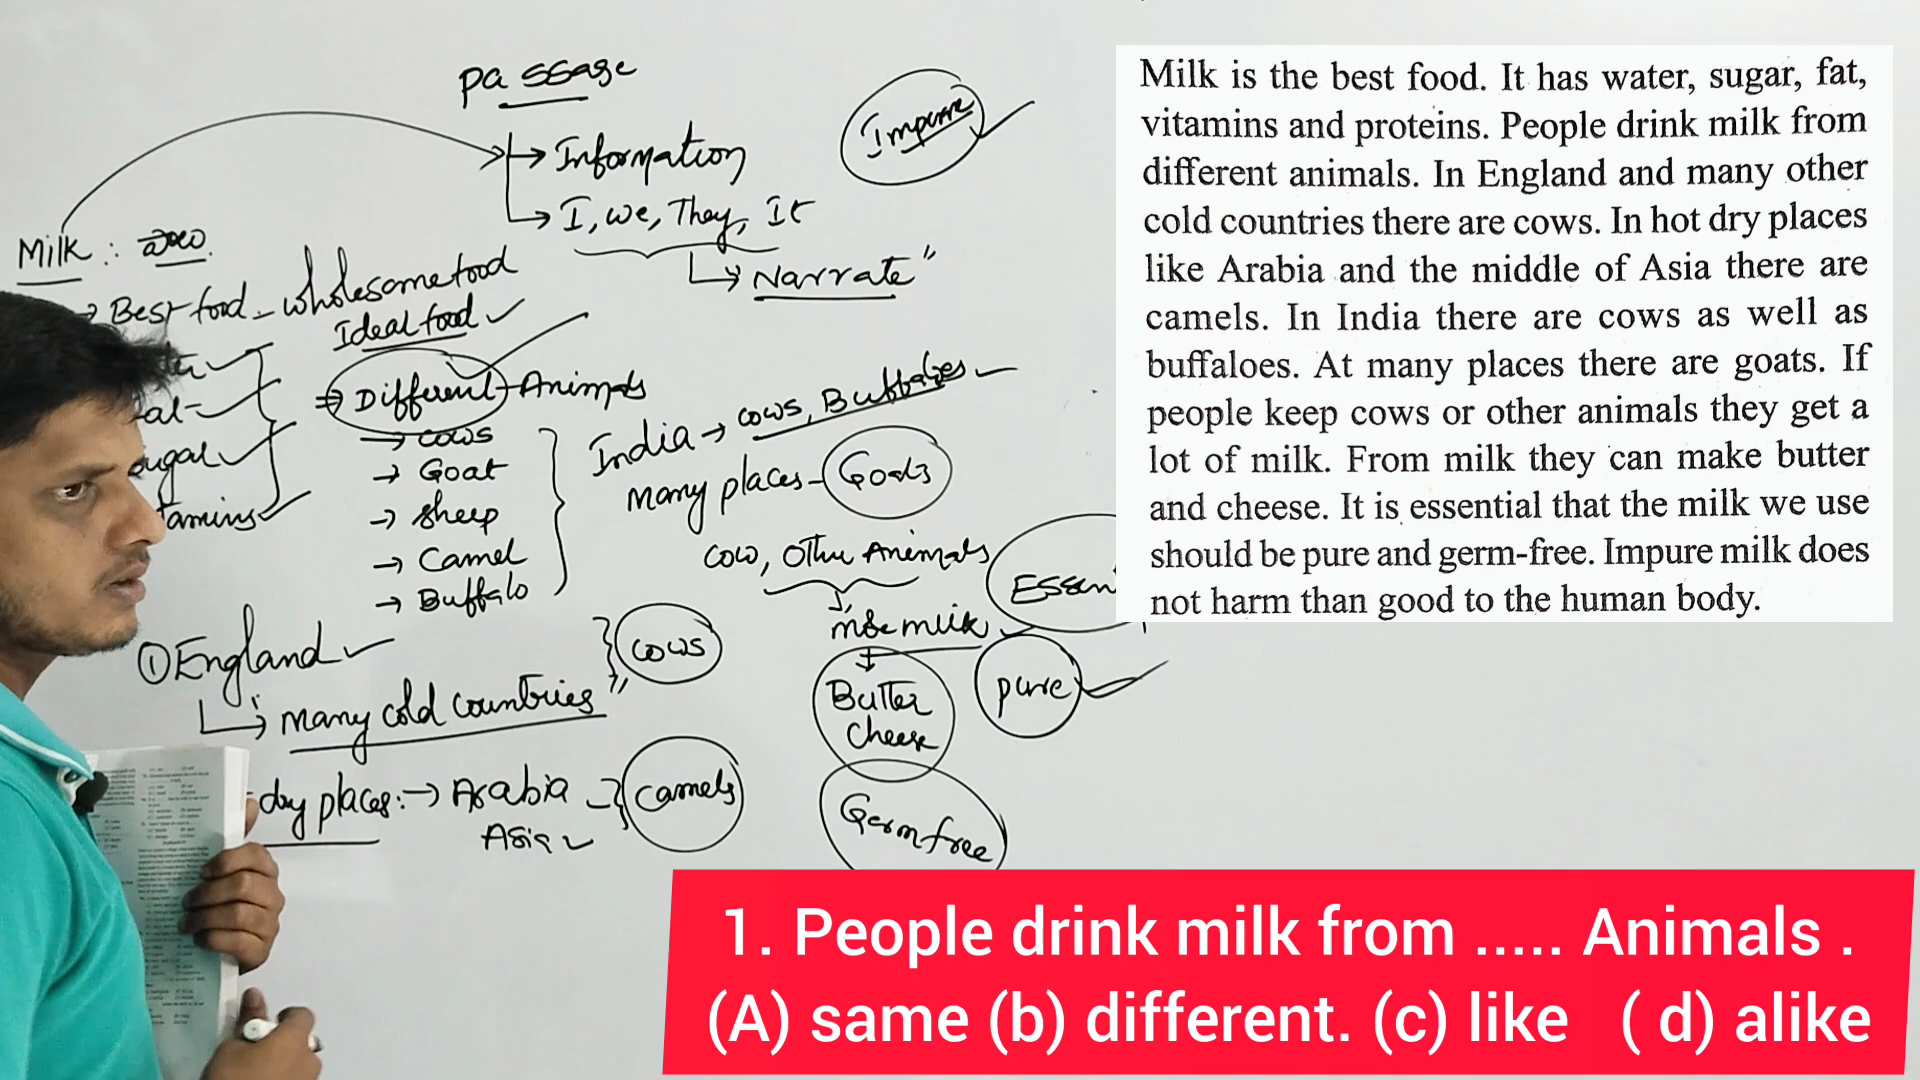 passage
→ Information
→ I, we, They, It
→ Narrate"
Impure
Milk : పాలు.
→ Best food - wholesome food
Ideal food
⇒ Different Animals
→ cows
→ Goat
→ Sheep
→ Camel
→ Buffalo
India → cows, Buffaloes
Many places - Goats
cow, Other Animals
more milk
Butter
Cheese
pure
Germ free
① England
→ many cold countries"
cows
dry places: → Arabia
Asia
camels
Milk is the best food. It has water, sugar, fat,
vitamins and proteins. People drink milk from
different animals. In England and many other
cold countries there are cows. In hot dry places
like Arabia and the middle of Asia there are
camels. In India there are cows as well as
buffaloes. At many places there are goats. If
people keep cows or other animals they get a
lot of milk. From milk they can make butter
and cheese. It is essential that the milk we use
should be pure and germ-free. Impure milk does
not harm than good to the human body.
1. People drink milk from ..... Animals .
(A) same (b) different. (c) like ( d) alike